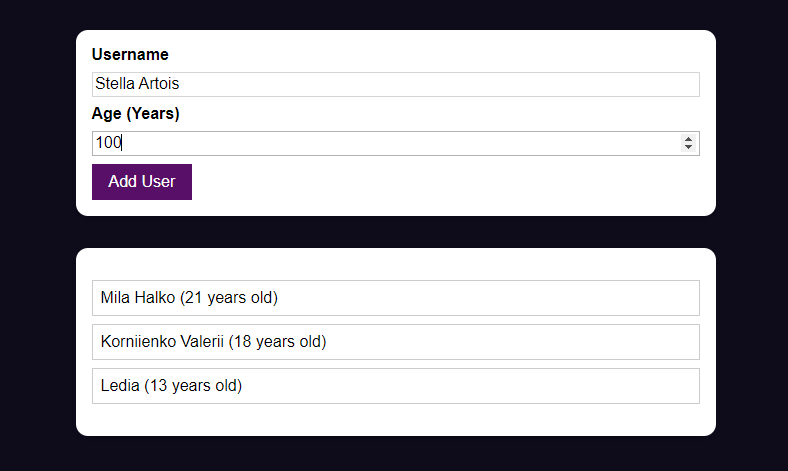 Username
Stella Artois
Age (Years)
100
Add User
Mila Halko (21 years old)
Korniienko Valerii (18 years old)
Ledia (13 years old)